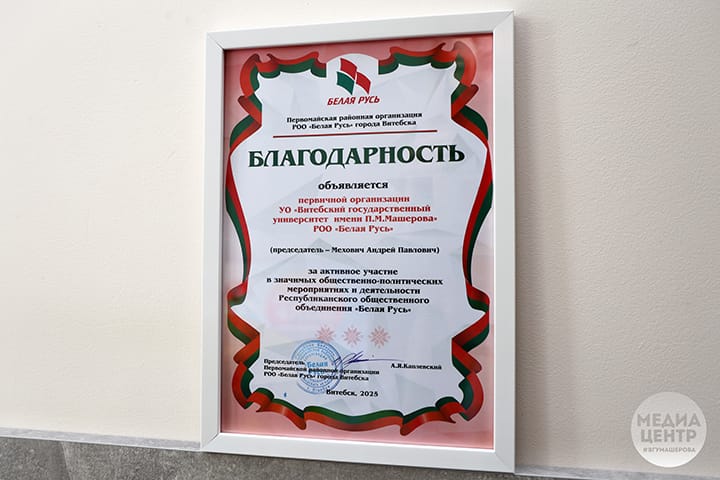 БЕЛАЯ РУСЬ
Первомайская районная организация
РОО «Белая Русь» города Витебска
БЛАГОДАРНОСТЬ
объявляется
первичной организации
УО «Витебский государственный
университет имени П.М.Машерова»
РОО «Белая Русь»
(председатель – Мехович Андрей Павлович)
за активное участие
в значимых общественно-политических
мероприятиях и деятельности
Республиканского общественного
объединения «Белая Русь»
Председатель
Первомайской районной организации
РОО «Белая Русь» города Витебска
А.Я.Каплевский
Белая
Витебск, 2025
МЕДИА
ЦЕНТР
#ВГУМАШЕРОВА